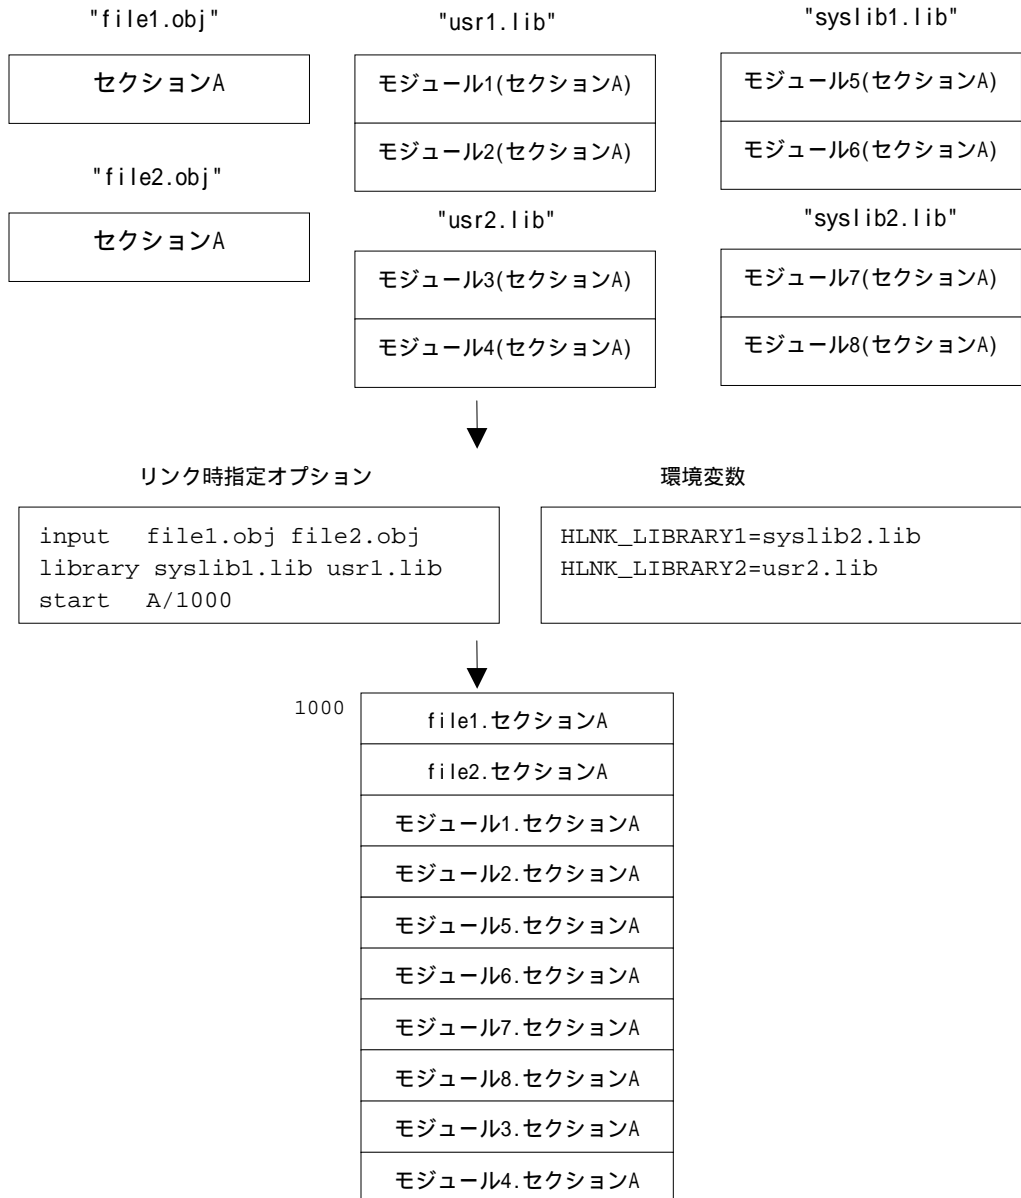 "file1.obj"
セクションA
"file2.obj"
セクションA
"usr1.lib"
モジュール1(セクションA)
モジュール2(セクションA)
"usr2.lib"
モジュール3(セクションA)
モジュール4(セクションA)
"syslib1.lib"
モジュール5(セクションA)
モジュール6(セクションA)
"syslib2.lib"
モジュール7(セクションA)
モジュール8(セクションA)
リンク時指定オプション
input file1.obj file2.obj
library syslib1.lib usr1.lib
start A/1000
環境変数
HLNK_LIBRARY1=syslib2.lib
HLNK_LIBRARY2=usr2.lib
1000
file1.セクションA
file2.セクションA
モジュール1.セクションA
モジュール2.セクションA
モジュール5.セクションA
モジュール6.セクションA
モジュール7.セクションA
モジュール8.セクションA
モジュール3.セクションA
モジュール4.セクションA